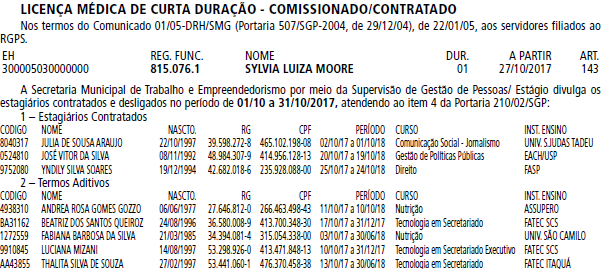 LICENÇA MÉDICA DE CURTA DURAÇÃO - COMISSIONADO/CONTRATADO
Nos termos do Comunicado 01/05-DRH/SMG (Portaria 507/SGP-2004, de 29/12/04), de 22/01/05, aos servidores filiados ao
RGPS.
EH REG. FUNC. NOME DUR. A PARTIR ART.
300005030000000 815.076.1 SYLVIA LUIZA MOORE 01 27/10/2017 143
A Secretaria Municipal de Trabalho e Empreendedorismo por meio da Supervisão de Gestão de Pessoas/ Estágio divulga os
estagiários contratados e desligados no período de 01/10 a 31/10/2017, atendendo ao item 4 da Portaria 210/02/SGP:
1 – Estagiários Contratados
CODIGO NOME NASCTO. RG CPF PERÍODO CURSO INST. ENSINO
8040317 JULIA DE SOUSA ARAUJO 22/10/1997 39.598.272-8 465.102.198-08 02/10/17 a 01/10/18 Comunicação Social - Jornalismo UNIV. S.JUDAS TADEU
0524810 JOSÉ VITOR DA SILVA 08/11/1992 48.984.307-9 414.956.128-13 20/10/17 a 19/10/18 Gestão de Políticas Públicas EACH/USP
9752080 YNDILY SILVA SOARES 19/12/1994 42.682.018-6 235.928.088-00 25/10/17 a 24/10/18 Direito FASP
2 – Termos Aditivos
CODIGO NOME NASCTO. RG CPF PERÍODO CURSO INST. ENSINO
4938310 ANDREA ROSA GOMES GOZZO 06/06/1977 27.646.812-0 266.463.498-43 11/10/17 a 10/10/18 Nutrição ASSUPERO
BA31162 BEATRIZ DOS SANTOS QUEIROZ 24/08/1996 36.580.008-9 413.700.348-30 10/10/17 a 31/12/17 Tecnologia em Secretariado FATEC SCS
1272559 FABIANA BARBOSA DA SILVA 21/03/1985 34.394.081-4 315.054.338-00 03/10/17 a 30/06/18 Nutrição UNIV. SÃO CAMILO
9910845 LUCIANA MIZANI 14/08/1997 53.298.926-0 413.471.848-13 10/10/17 a 31/12/17 Tecnologia em Secretariado Executivo FATEC SCS
AA43855 THALITA SILVA DE SOUZA 27/02/1997 53.441.060-1 476.370.458-38 13/10/17 a 30/06/18 Tecnologia em Secretariado FATEC ITAQUÁ